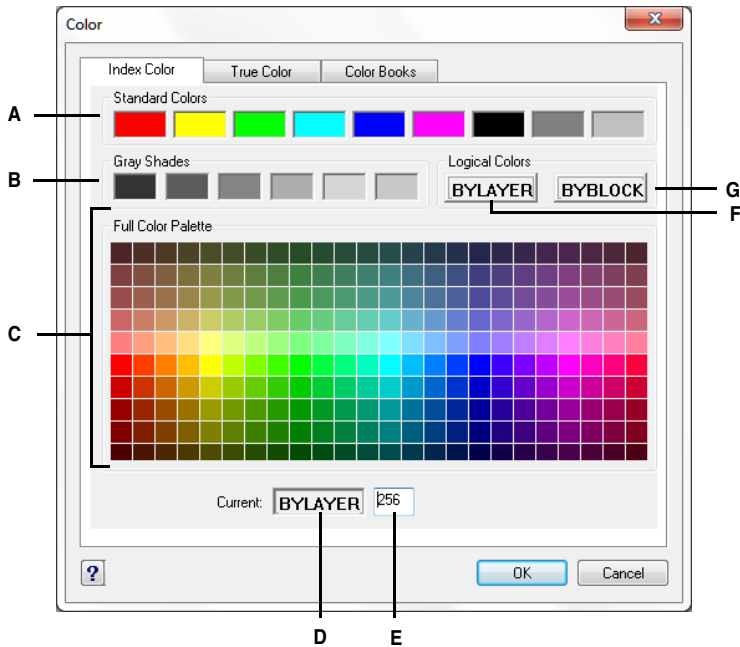 Color
Index Color
True Color
Color Books
A
Standard Colors
B
Gray Shades
Logical Colors
BYLAYER
BYBLOCK
G
F
Full Color Palette
C
Current:
BYLAYER
256
?
OK
Cancel
D
E